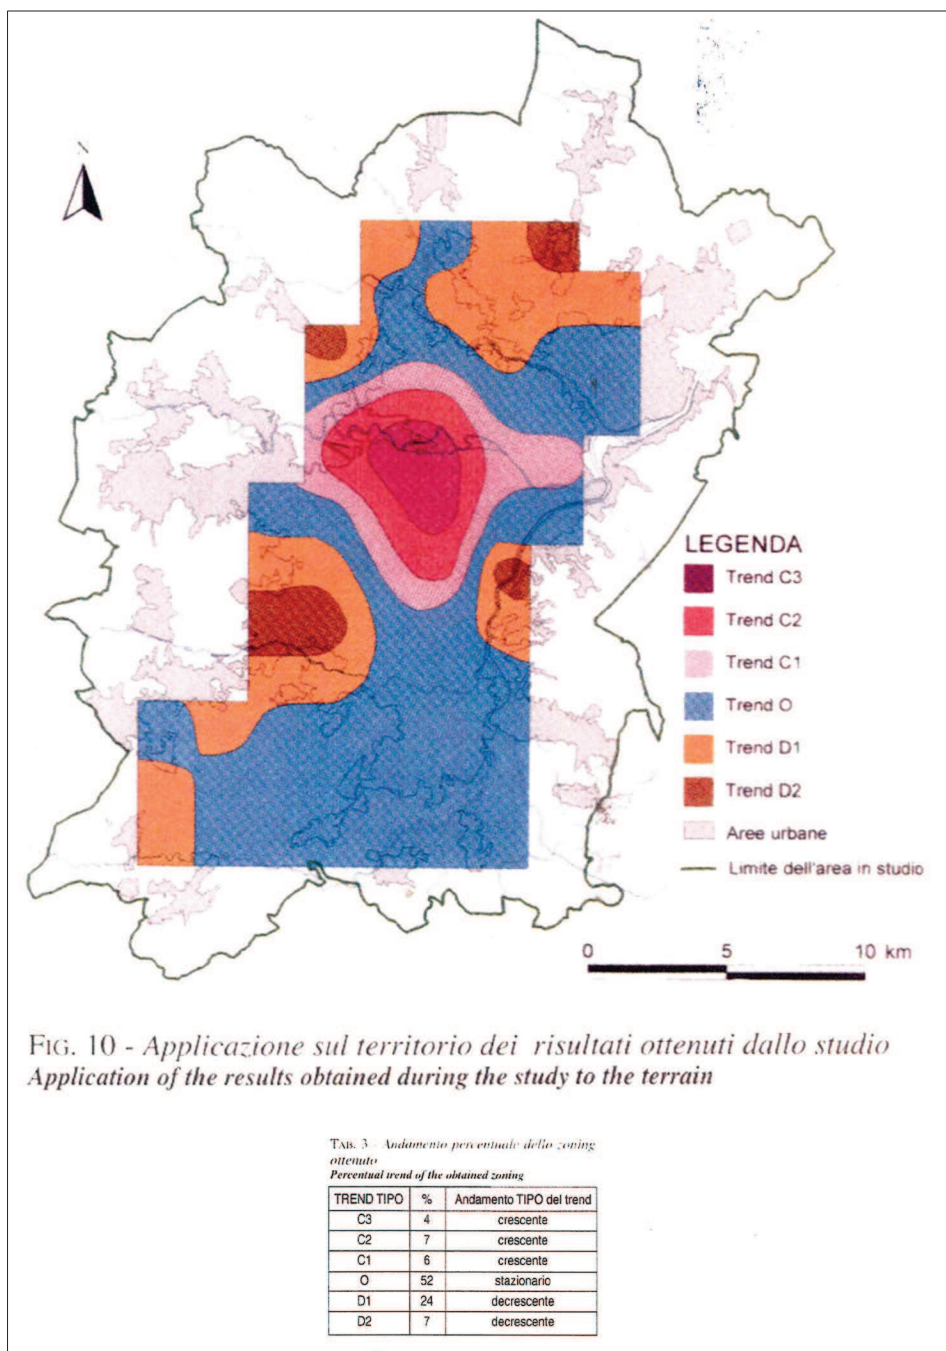 N
LEGENDA
Trend C3
Trend C2
Trend C1
Trend O
Trend D1
Trend D2
Aree urbane
Limite dell'area in studio
0 5 10 km
FIG. 10 - Applicazione sul territorio dei risultati ottenuti dallo studio
Application of the results obtained during the study to the terrain
TAB. 3 - Andamento percentuale dello zoning
ottenuto
Percentual trend of the obtained zoning
TREND TIPO % Andamento TIPO del trend
C3 4 crescente
C2 7 crescente
C1 6 crescente
O 52 stazionario
D1 24 decrescente
D2 7 decrescente